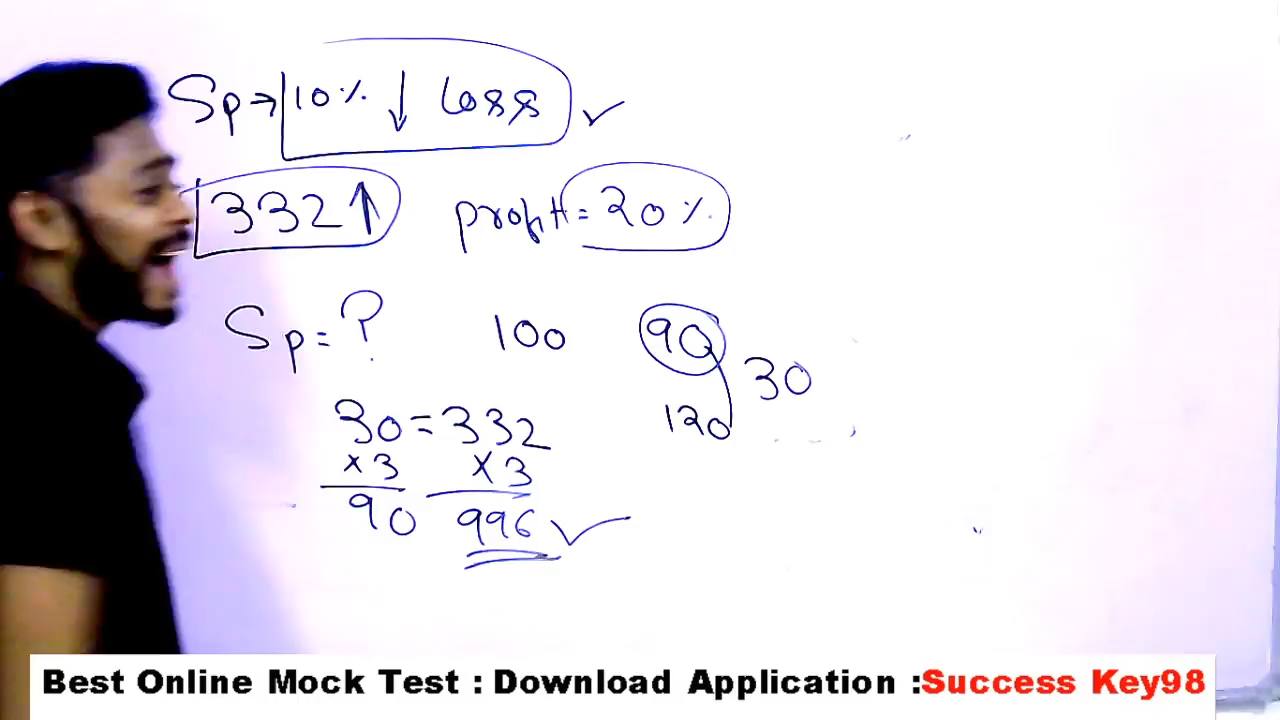 Sp → 10% ↓ Loss ✓
332 ↑ profit = 20%
Sp = ? 100 90
120 30
30 = 332
×3 ×3
90 996 ✓
Best Online Mock Test : Download Application :Success Key98